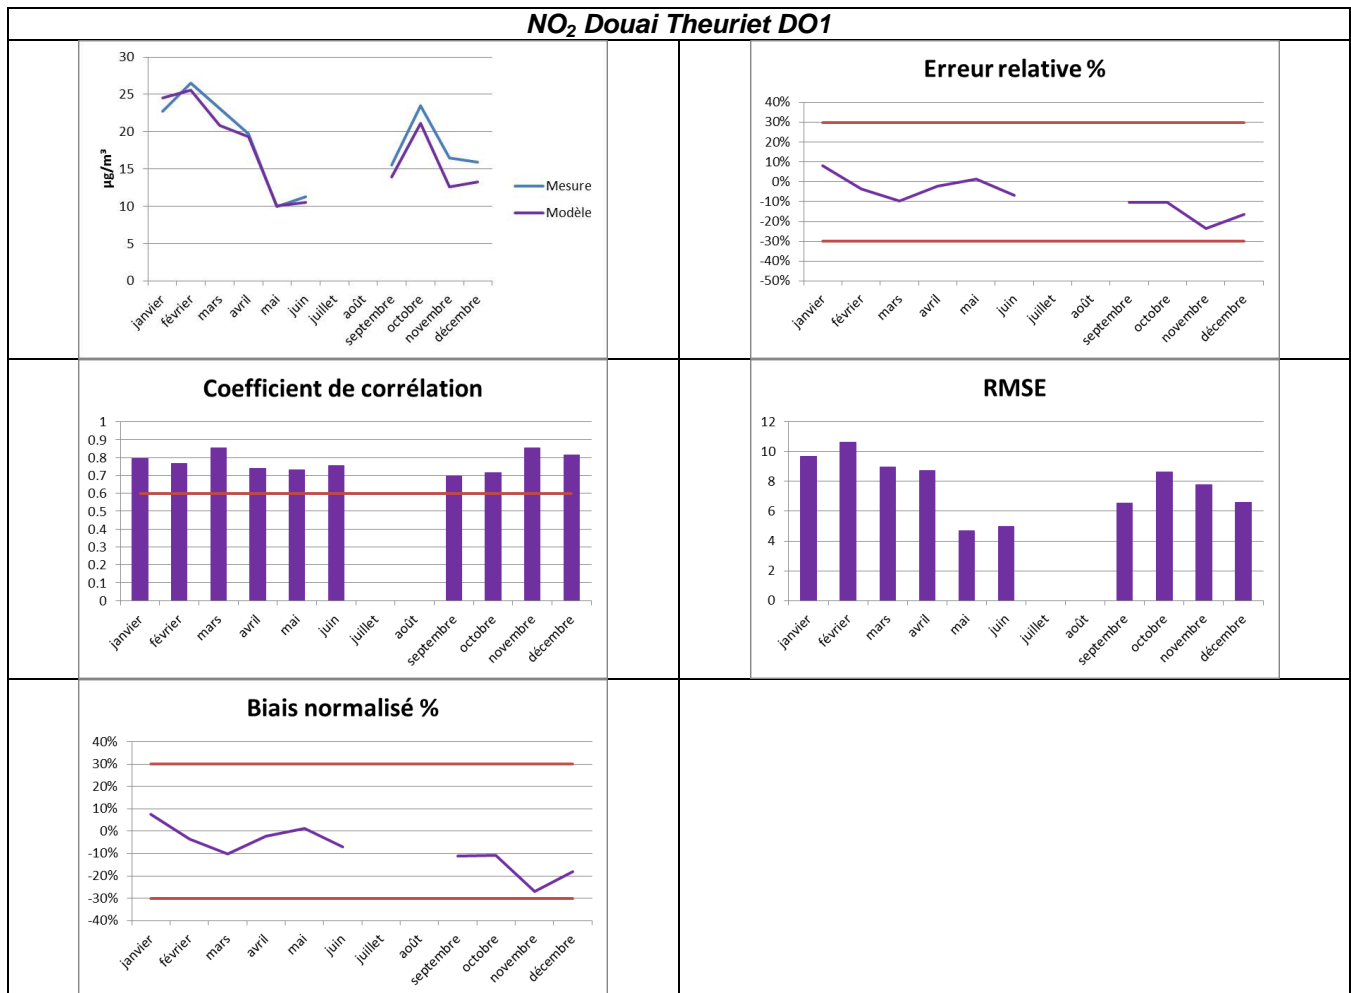 NO₂ Douai Theuriet DO1
30
25
20
15
10
5
0
µg/m³
janvier
février
mars
avril
mai
juin
juillet
août
septembre
octobre
novembre
décembre
Mesure
Modèle
Erreur relative %
40%
30%
20%
10%
0%
-10%
-20%
-30%
-40%
-50%
janvier
février
mars
avril
mai
juin
juillet
août
septembre
octobre
novembre
décembre
Coefficient de corrélation
1
0.9
0.8
0.7
0.6
0.5
0.4
0.3
0.2
0.1
0
janvier
février
mars
avril
mai
juin
juillet
août
septembre
octobre
novembre
décembre
RMSE
12
10
8
6
4
2
0
janvier
février
mars
avril
mai
juin
juillet
août
septembre
octobre
novembre
décembre
Biais normalisé %
40%
30%
20%
10%
0%
-10%
-20%
-30%
-40%
janvier
février
mars
avril
mai
juin
juillet
août
septembre
octobre
novembre
décembre